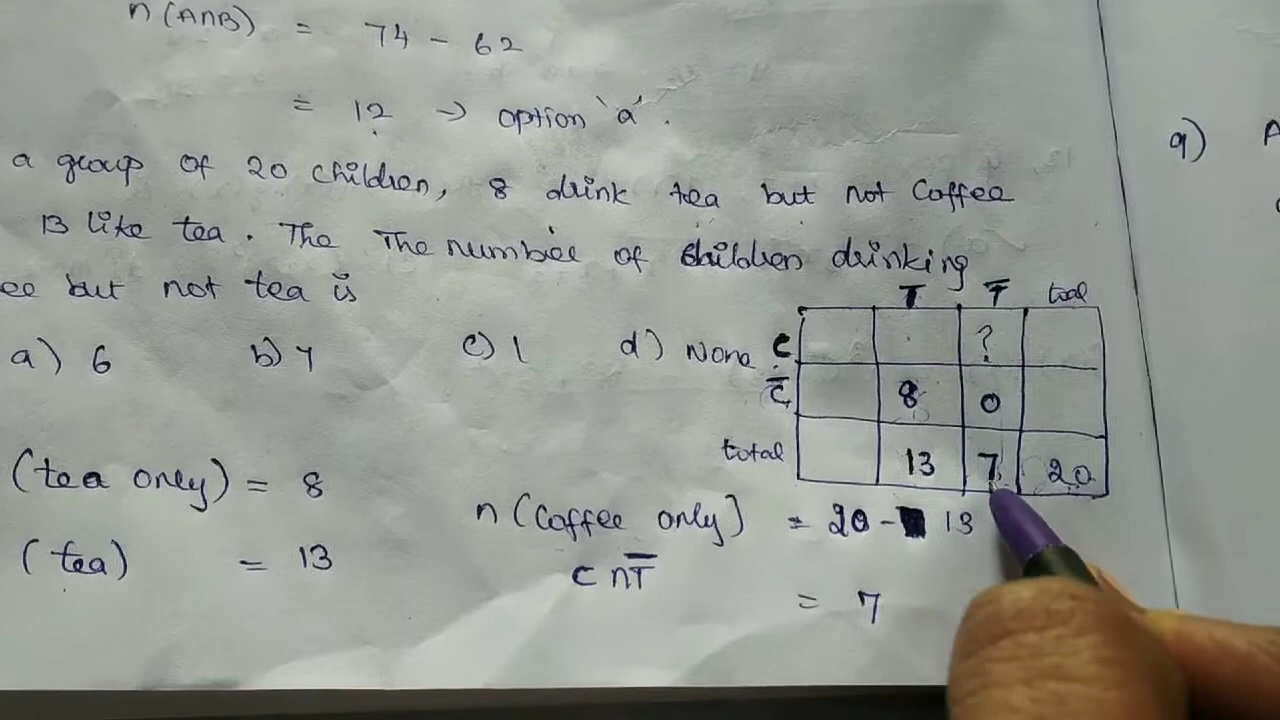 n(A∩B) = 74 - 62
= 12 → option 'a'.
a group of 20 children, 8 drink tea but not Coffee
13 like tea. The The number of children drinking
ee but not tea is
a) 6 b) 7 c) 1 d) None
T T̅ total
C ?
C̅ 8 0
total 13 7 20
(tea only) = 8
n(Coffee only) = 20 - 13
(tea) = 13
C ∩ T̅
= 7
9) A